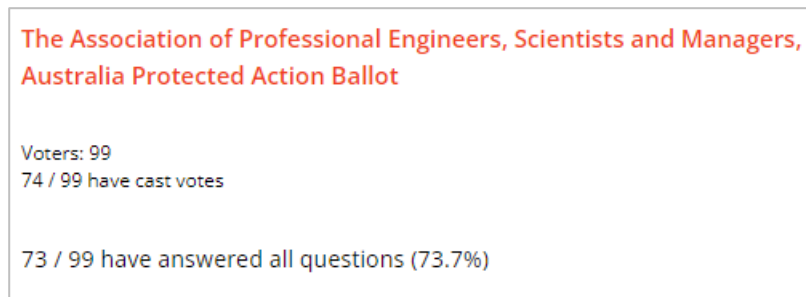 The Association of Professional Engineers, Scientists and Managers,
Australia Protected Action Ballot
Voters: 99
74 / 99 have cast votes
73 / 99 have answered all questions (73.7%)